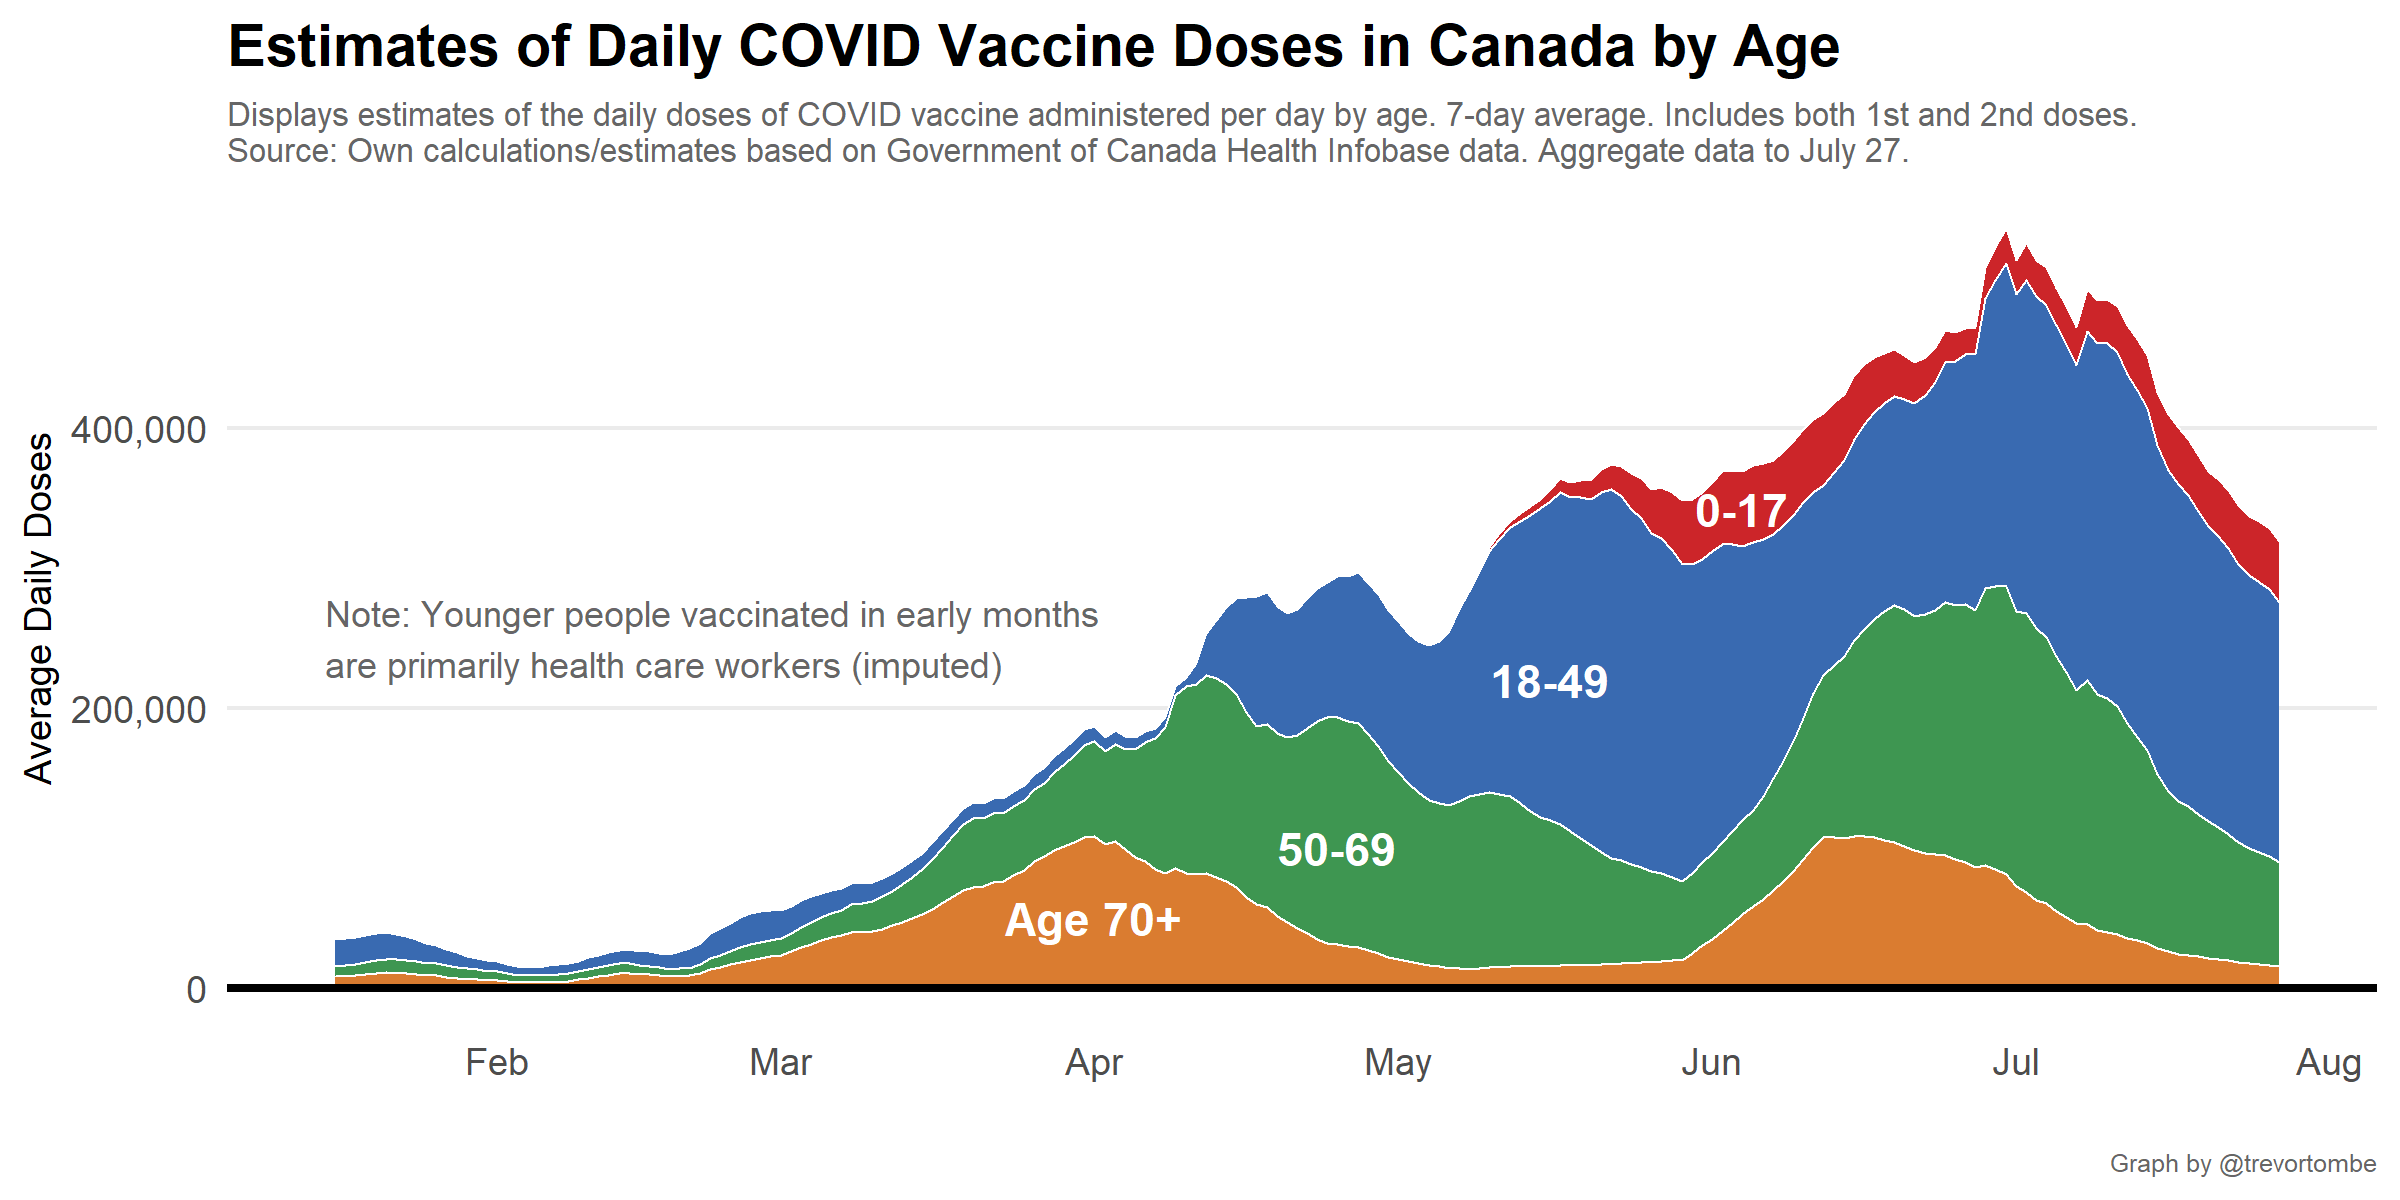 Estimates of Daily COVID Vaccine Doses in Canada by Age
Displays estimates of the daily doses of COVID vaccine administered per day by age. 7-day average. Includes both 1st and 2nd doses.
Source: Own calculations/estimates based on Government of Canada Health Infobase data. Aggregate data to July 27.
Average Daily Doses
400,000
200,000
0
Note: Younger people vaccinated in early months
are primarily health care workers (imputed)
0-17
18-49
50-69
Age 70+
Feb Mar Apr May Jun Jul Aug
Graph by @trevortombe